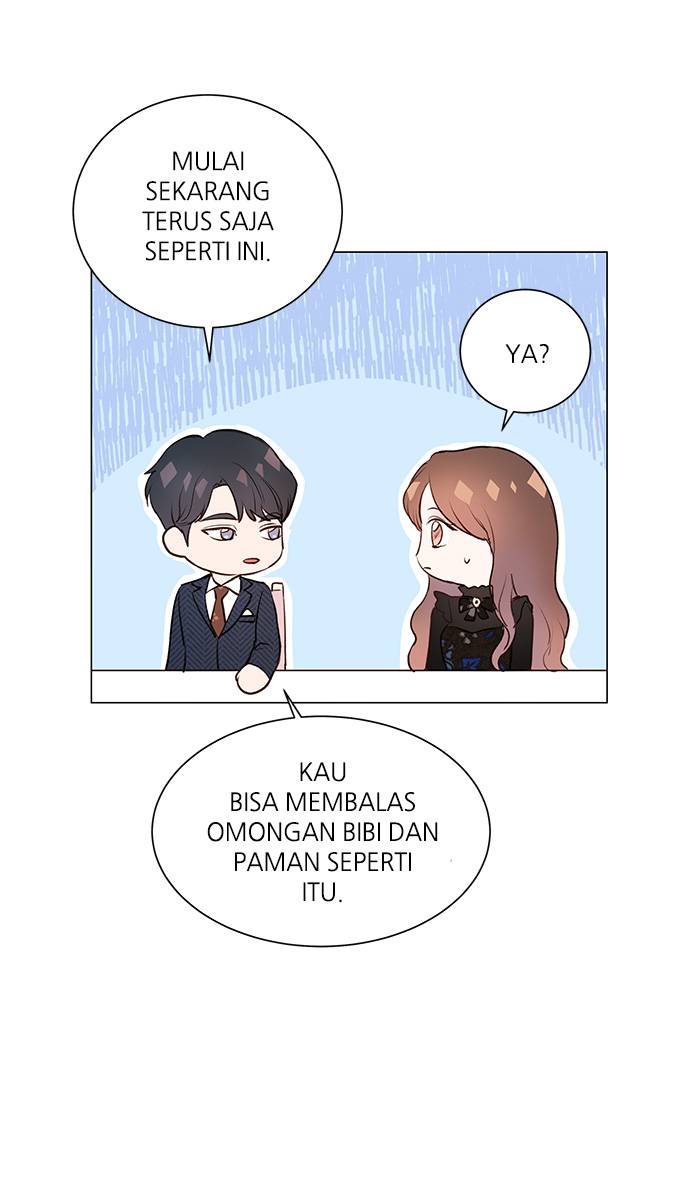 MULAI
SEKARANG
TERUS SAJA
SEPERTI INI.
YA?
KAU
BISA MEMBALAS
OMONGAN BIBI DAN
PAMAN SEPERTI
ITU.